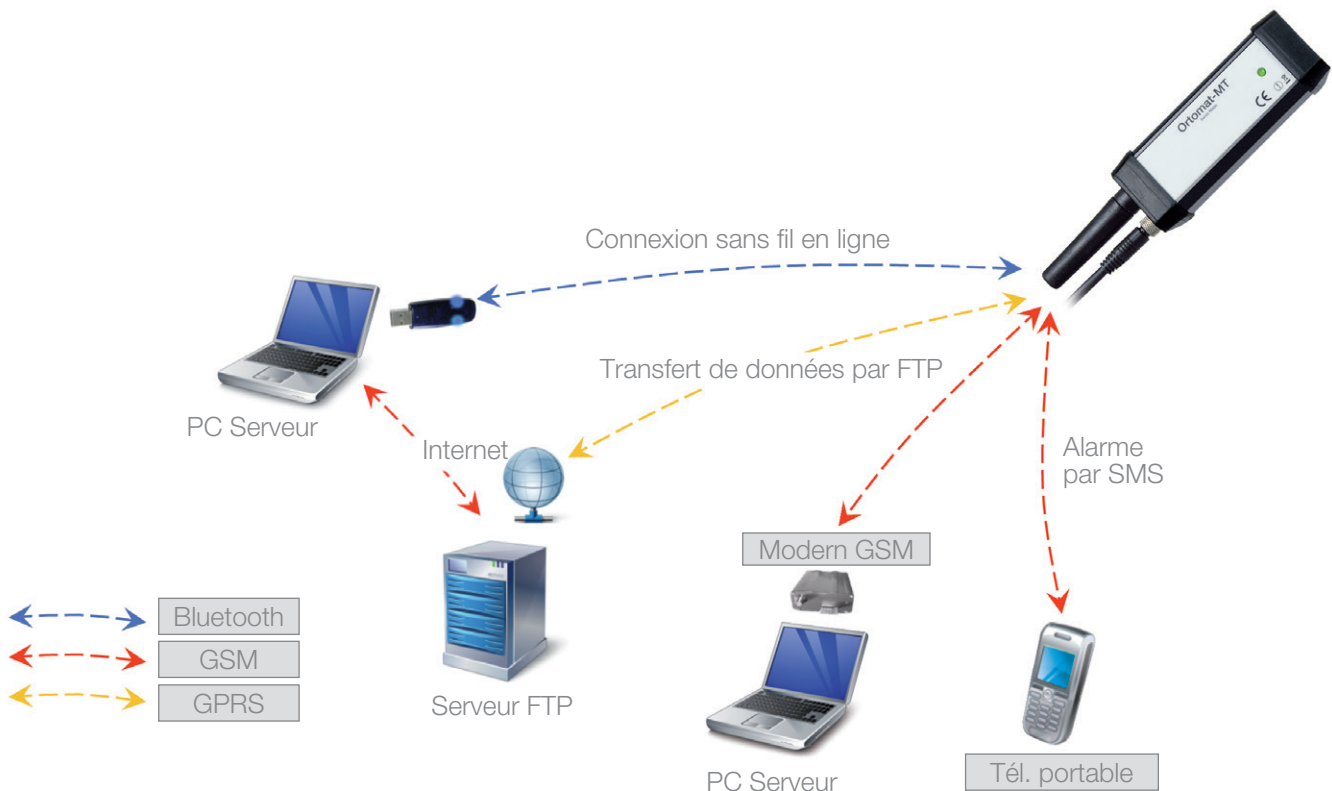 Ortomat-MT
CE
Connexion sans fil en ligne
Transfert de données par FTP
PC Serveur
Internet
Alarme
par SMS
Modern GSM
Bluetooth
GSM
GPRS
Serveur FTP
PC Serveur
Tél. portable